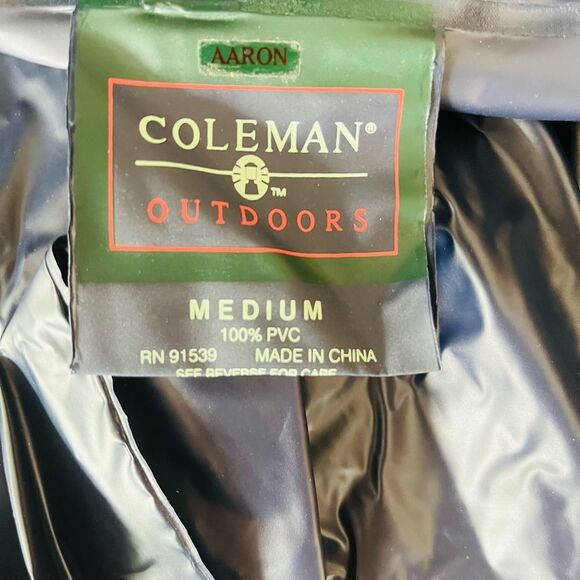 AARON
COLEMAN®
™
OUTDOORS
MEDIUM
100% PVC
RN 91539 MADE IN CHINA
SEE REVERSE FOR CARE